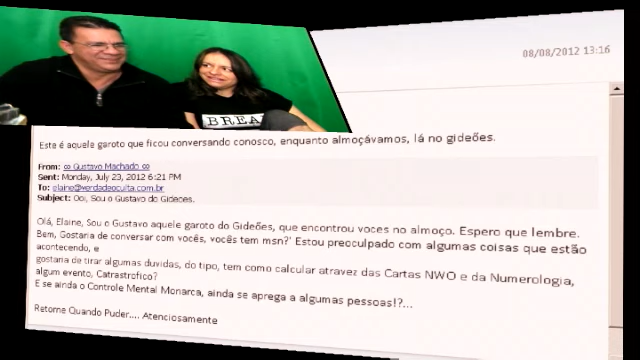 08/08/2012 13:16
BREA
Este é aquele garoto que ficou conversando conosco, enquanto almoçávamos, lá no gideões.
From: ∞ Gustavo Machado ∞
Sent: Monday, July 23, 2012 6:21 PM
To: elaine@verdadeoculta.com.br
Subject: Ooi, Sou o Gustavo do Gideoes.
Olá, Elaine, Sou o Gustavo aquele garoto do Gideões, que encontrou voces no almoço. Espero que lembre.
Bem, Gostaria de conversar com vocês, vocês tem msn?' Estou preocculpado com algumas coisas que estão
acontecendo, e
gostaria de tirar algumas duvidas, do tipo, tem como calcular atravez das Cartas NWO e da Numerologia,
algum evento, Catrastrofico?
E se ainda o Controle Mental Monarca, ainda se aprega a algumas pessoas!?...
Retorne Quando Puder.... Atenciosamente